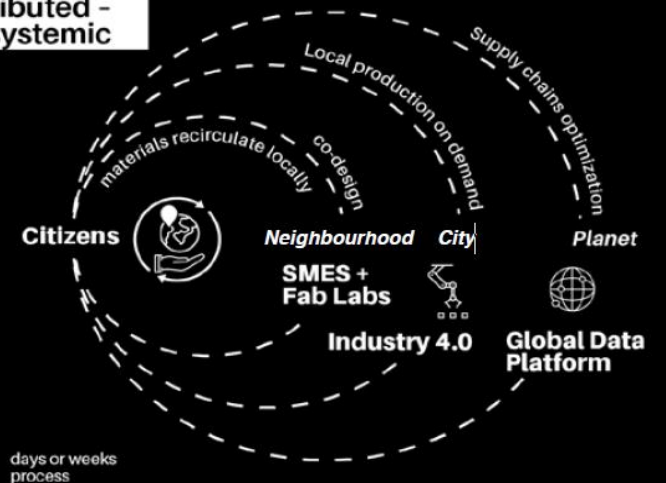 ibuted –
ystemic
Supply chains optimization
Local production on demand
co-design
materials recirculate locally
Citizens
Neighbourhood
City
Planet
SMES +
Fab Labs
Industry 4.0
Global Data
Platform
days or weeks
process